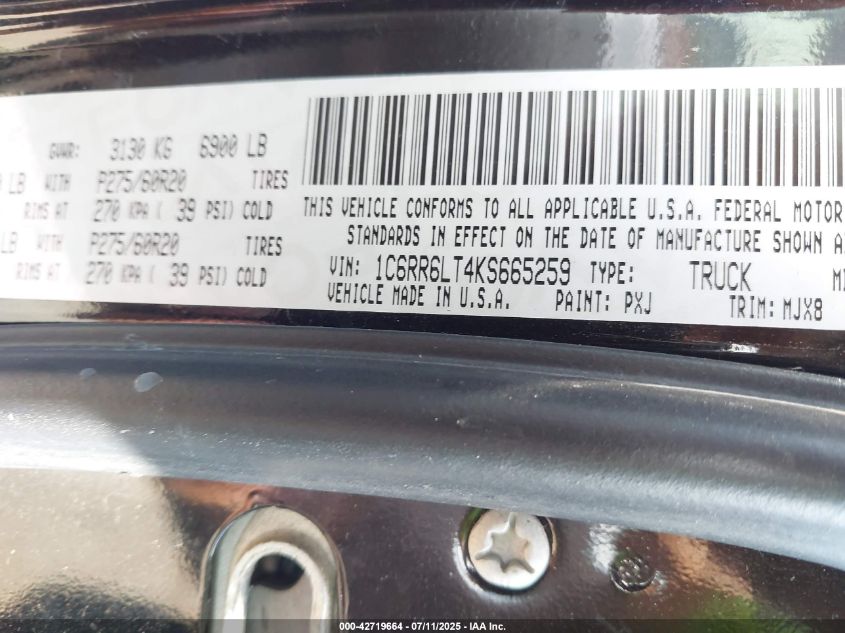 GVWR: 3130 KG 6900 LB
LB WITH P275/60R20 TIRES
RIMS AT 270 KPA ( 39 PSI) COLD
LB WITH P275/60R20 TIRES
RIMS AT 270 KPA ( 39 PSI) COLD
THIS VEHICLE CONFORMS TO ALL APPLICABLE U.S.A. FEDERAL MOTOR
STANDARDS IN EFFECT ON THE DATE OF MANUFACTURE SHOWN
VIN: 1C6RR6LT4KS665259 TYPE: TRUCK
VEHICLE MADE IN U.S.A. PAINT: PXJ TRIM: MJX8
000-42719664 - 07/11/2025 - IAA Inc.